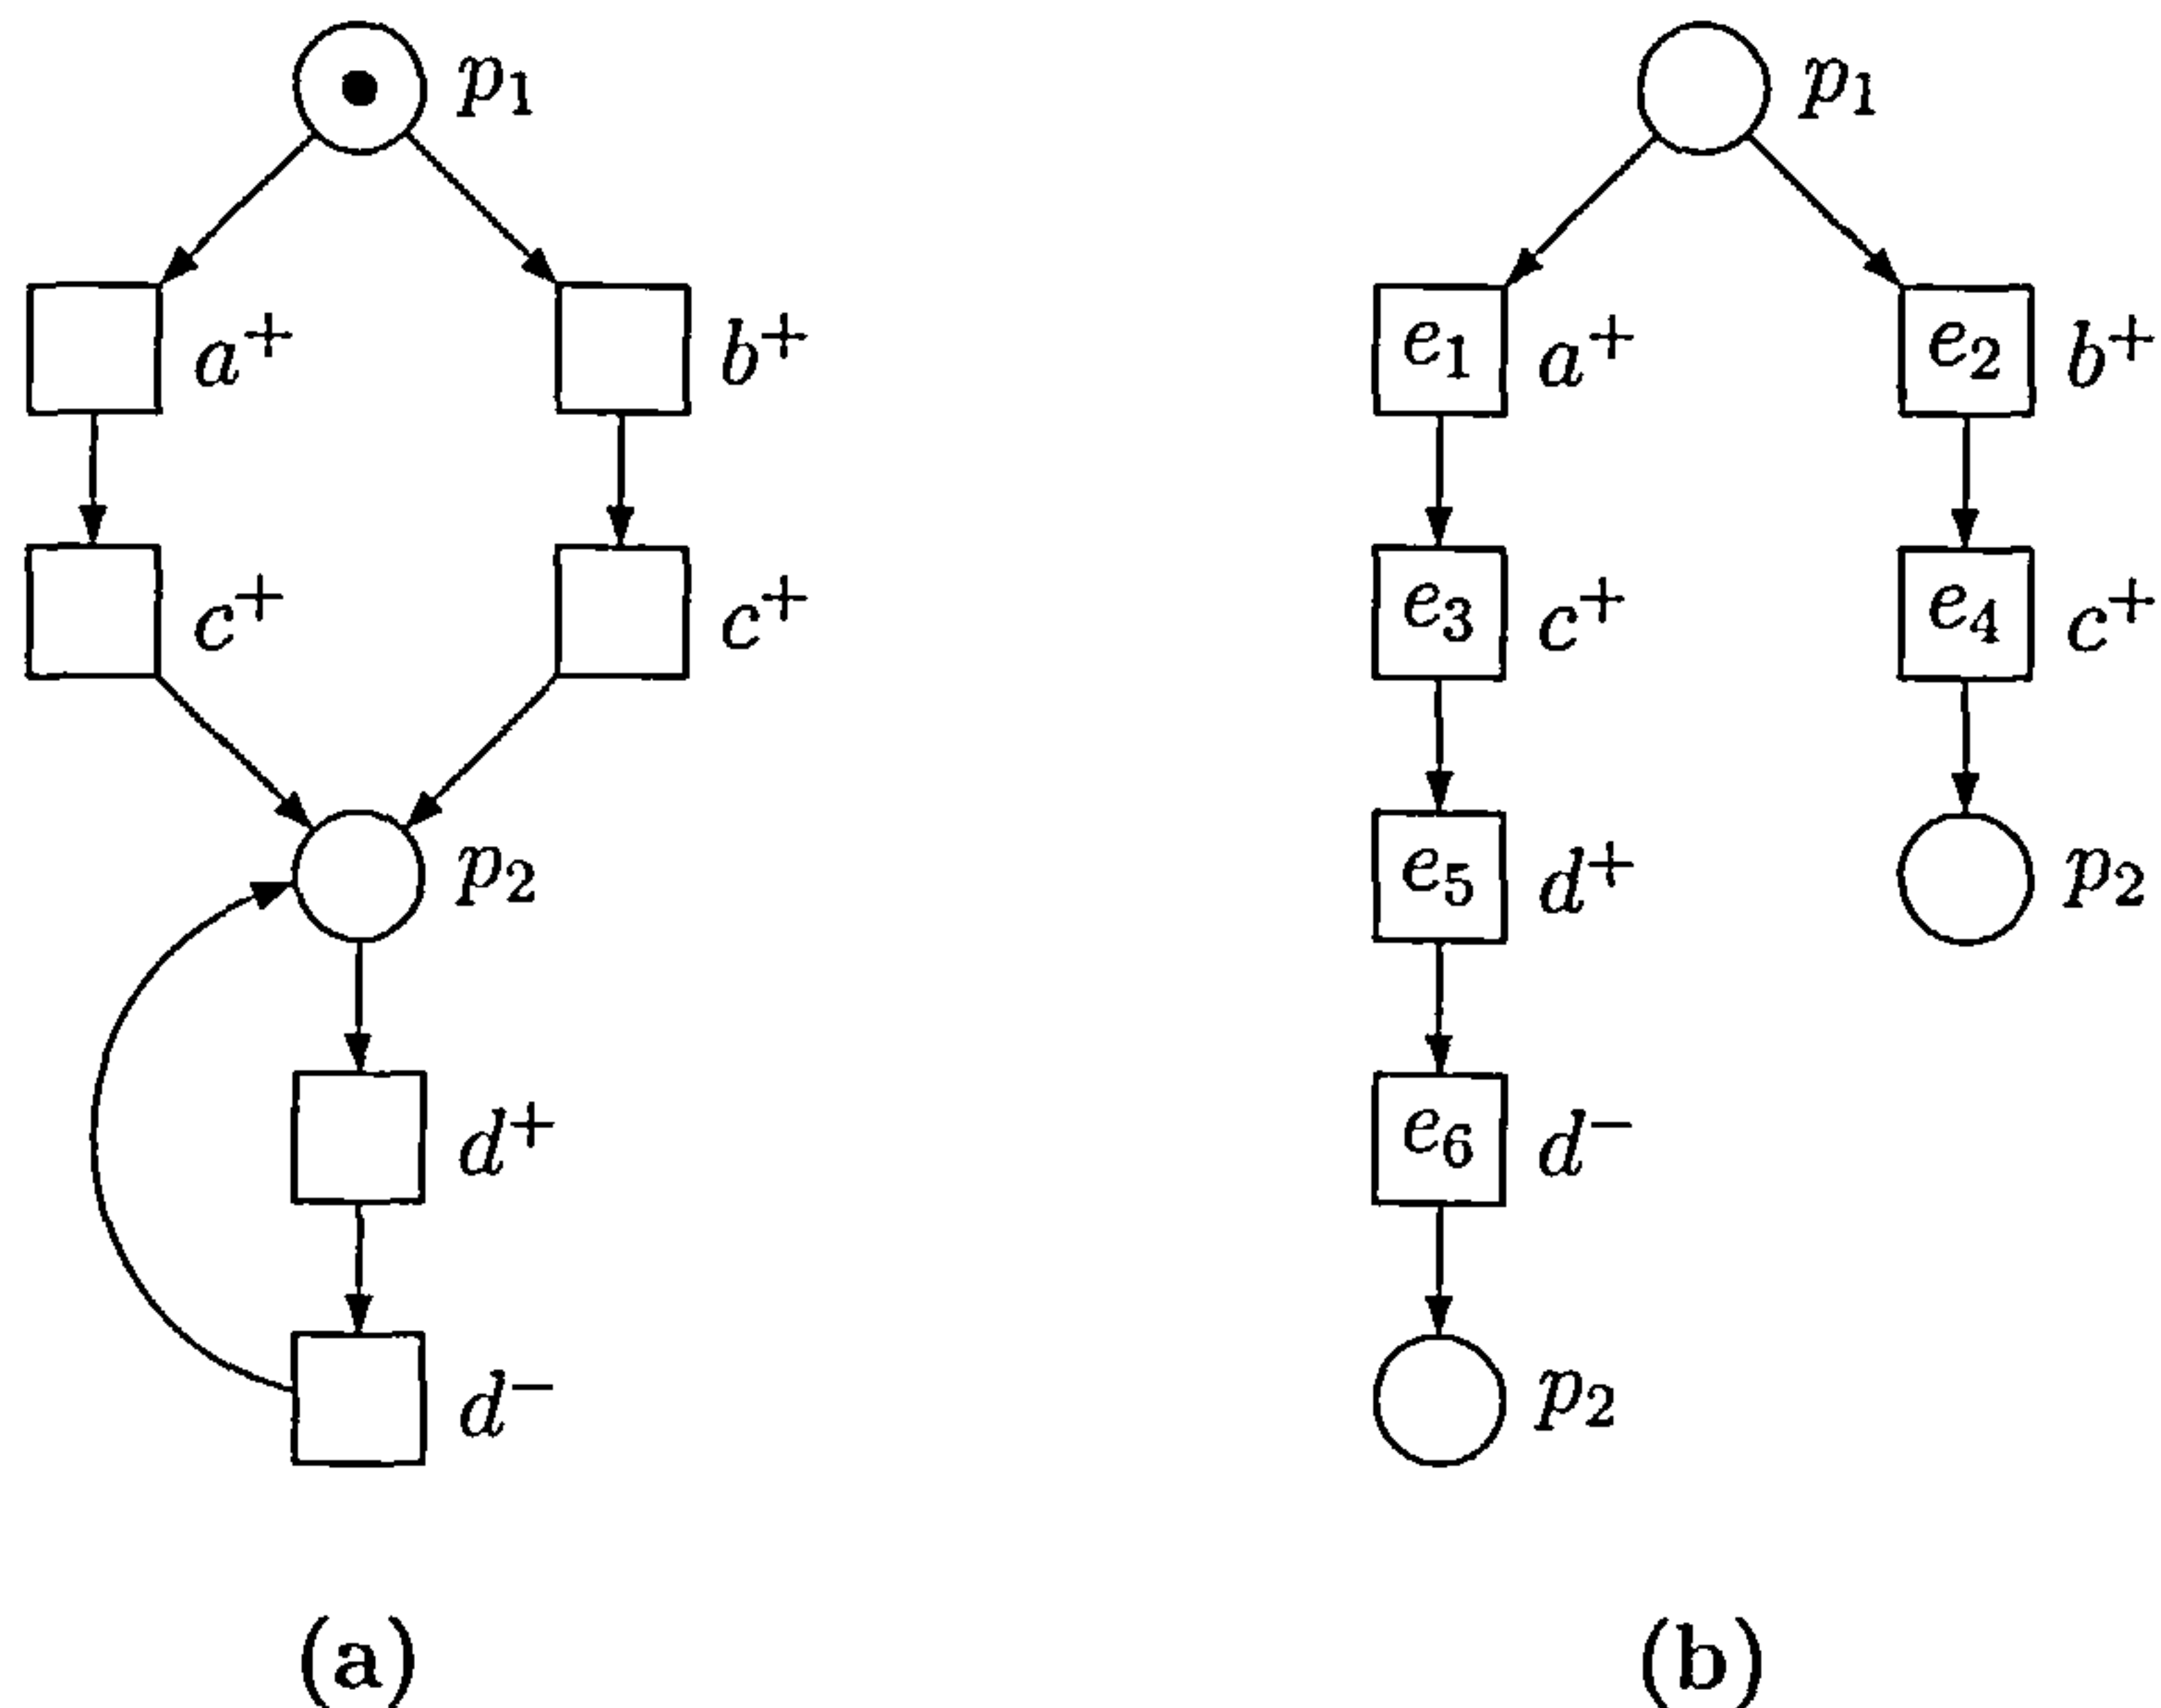 p₁ p₁
a⁺ b⁺ e₁ a⁺ e₂ b⁺
c⁺ c⁺ e₃ c⁺ e₄ c⁺
p₂ e₅ d⁺ p₂
d⁺ e₆ d⁻
d⁻ p₂
(a) (b)